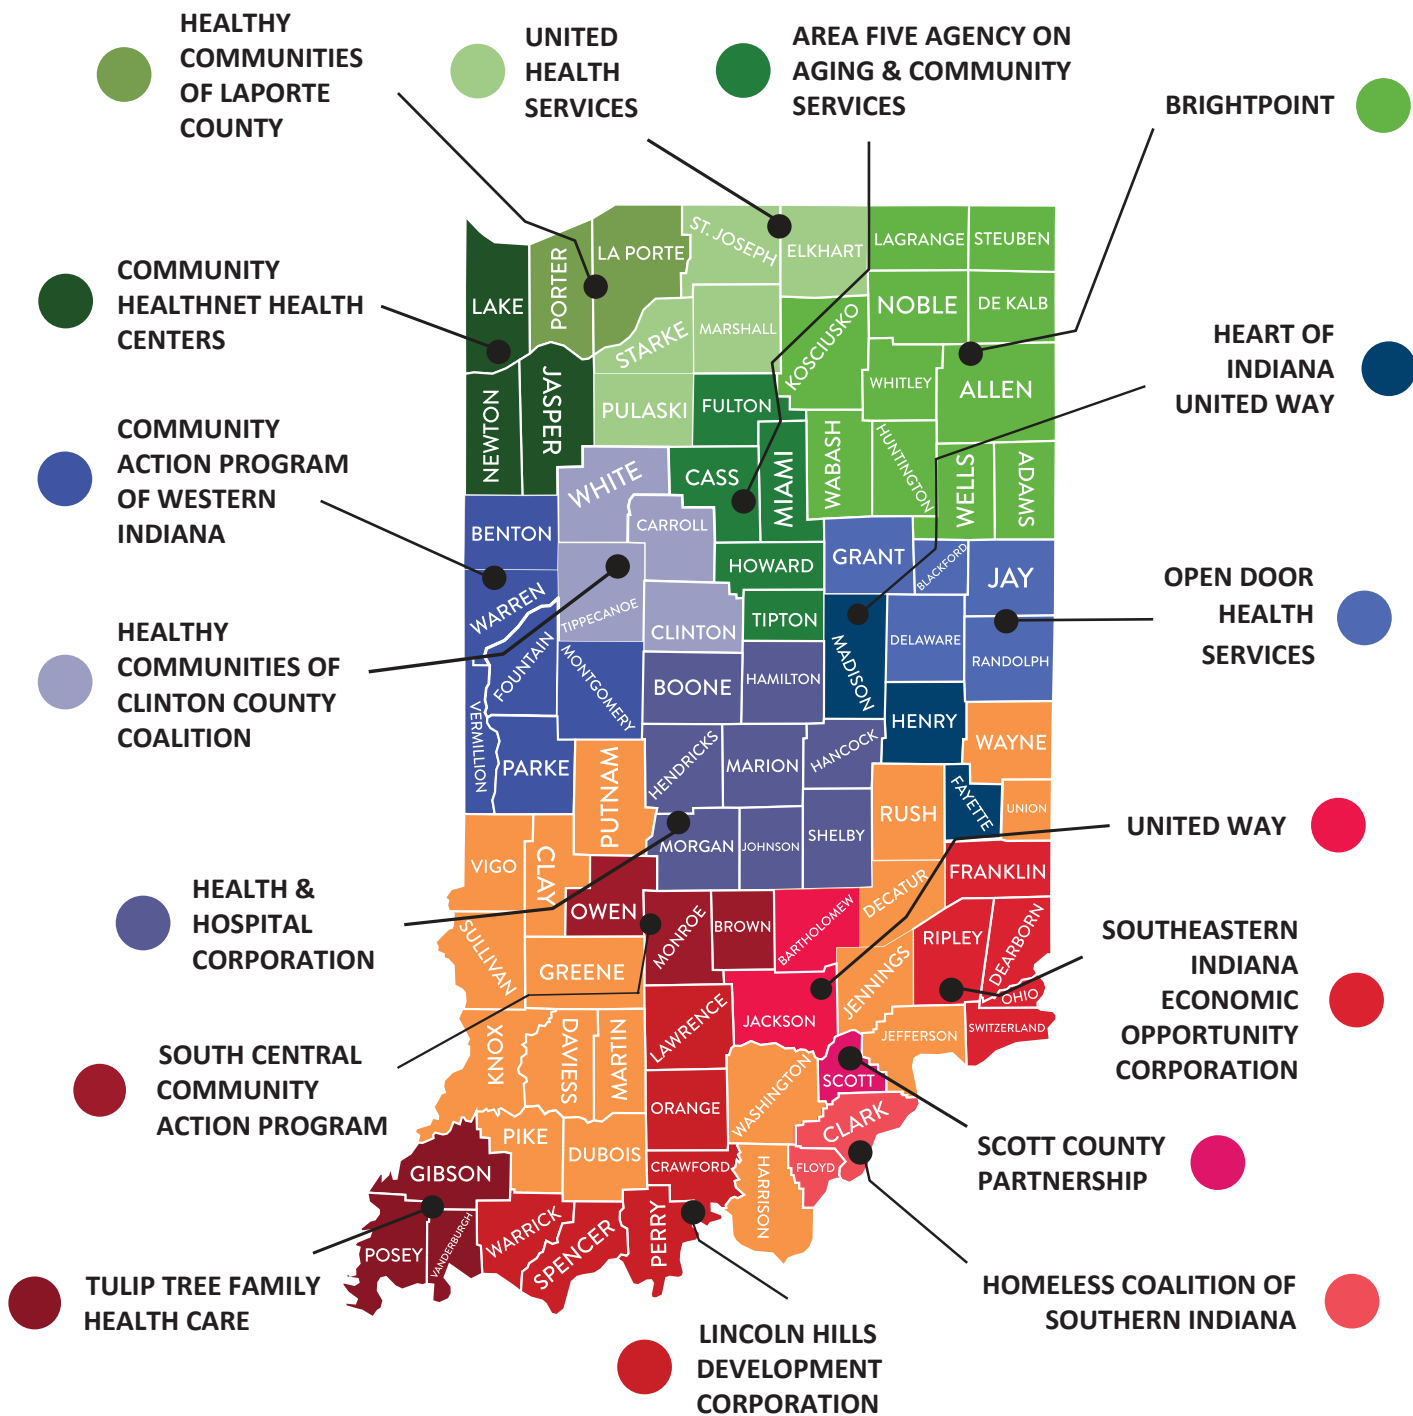 HEALTHY
COMMUNITIES
OF LAPORTE
COUNTY
UNITED
HEALTH
SERVICES
AREA FIVE AGENCY ON
AGING & COMMUNITY
SERVICES
BRIGHTPOINT
COMMUNITY
HEALTHNET HEALTH
CENTERS
HEART OF
INDIANA
UNITED WAY
COMMUNITY
ACTION PROGRAM
OF WESTERN
INDIANA
OPEN DOOR
HEALTH
SERVICES
HEALTHY
COMMUNITIES OF
CLINTON COUNTY
COALITION
UNITED WAY
HEALTH &
HOSPITAL
CORPORATION
SOUTHEASTERN
INDIANA
ECONOMIC
OPPORTUNITY
CORPORATION
SOUTH CENTRAL
COMMUNITY
ACTION PROGRAM
SCOTT COUNTY
PARTNERSHIP
TULIP TREE FAMILY
HEALTH CARE
HOMELESS COALITION OF
SOUTHERN INDIANA
LINCOLN HILLS
DEVELOPMENT
CORPORATION
LAKE
PORTER
LA PORTE
ST. JOSEPH
ELKHART
LAGRANGE
STEUBEN
NOBLE
DE KALB
STARKE
MARSHALL
KOSCIUSKO
WHITLEY
ALLEN
NEWTON
JASPER
PULASKI
FULTON
WABASH
HUNTINGTON
WELLS
ADAMS
WHITE
CASS
MIAMI
CARROLL
BENTON
HOWARD
GRANT
BLACKFORD
JAY
WARREN
TIPPECANOE
CLINTON
TIPTON
MADISON
DELAWARE
RANDOLPH
FOUNTAIN
MONTGOMERY
BOONE
HAMILTON
HENRY
WAYNE
VERMILLION
PARKE
PUTNAM
HENDRICKS
MARION
HANCOCK
RUSH
FAYETTE
UNION
VIGO
CLAY
MORGAN
JOHNSON
SHELBY
FRANKLIN
OWEN
MONROE
BROWN
BARTHOLOMEW
DECATUR
RIPLEY
DEARBORN
SULLIVAN
GREENE
JENNINGS
OHIO
LAWRENCE
JACKSON
JEFFERSON
SWITZERLAND
KNOX
DAVIESS
MARTIN
WASHINGTON
SCOTT
ORANGE
CLARK
PIKE
DUBOIS
CRAWFORD
HARRISON
FLOYD
GIBSON
POSEY
VANDERBURGH
WARRICK
SPENCER
PERRY